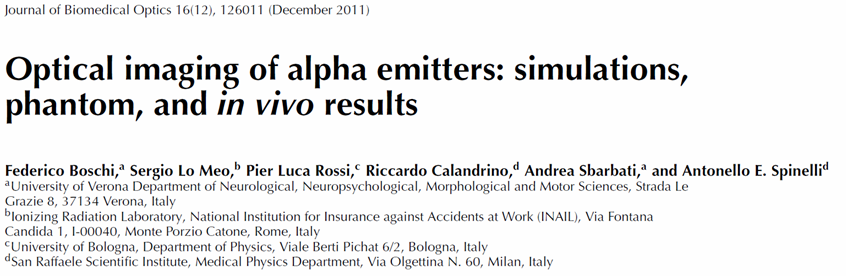 Journal of Biomedical Optics 16(12), 126011 (December 2011)
Optical imaging of alpha emitters: simulations,
phantom, and in vivo results
Federico Boschi,a Sergio Lo Meo,b Pier Luca Rossi,c Riccardo Calandrino,d Andrea Sbarbati,a and Antonello E. Spinellid
aUniversity of Verona Department of Neurological, Neuropsychological, Morphological and Motor Sciences, Strada Le
Grazie 8, 37134 Verona, Italy
bIonizing Radiation Laboratory, National Institution for Insurance against Accidents at Work (INAIL), Via Fontana
Candida 1, I-00040, Monte Porzio Catone, Rome, Italy
cUniversity of Bologna, Department of Physics, Viale Berti Pichat 6/2, Bologna, Italy
dSan Raffaele Scientific Institute, Medical Physics Department, Via Olgettina N. 60, Milan, Italy